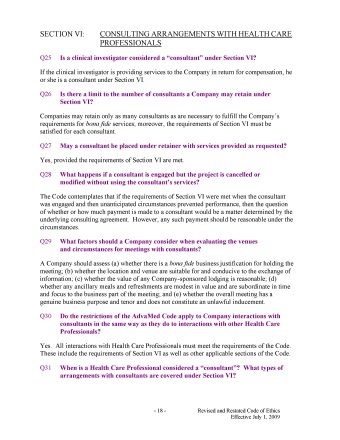 SECTION VI: CONSULTING ARRANGEMENTS WITH HEALTH CARE
PROFESSIONALS
Q25 Is a clinical investigator considered a "consultant" under Section VI?
If the clinical investigator is providing services to the Company in return for compensation, he
or she is a consultant under Section VI.
Q26 Is there a limit to the number of consultants a Company may retain under
Section VI?
Companies may retain only as many consultants as are necessary to fulfill the Company's
requirements for bona fide services; moreover, the requirements of Section VI must be
satisfied for each consultant.
Q27 May a consultant be placed under retainer with services provided as requested?
Yes, provided the requirements of Section VI are met.
Q28 What happens if a consultant is engaged but the project is cancelled or
modified without using the consultant's services?
The Code contemplates that if the requirements of Section VI were met when the consultant
was engaged and then unanticipated circumstances prevented performance, then the question
of whether or how much payment is made to a consultant would be a matter determined by the
underlying consulting agreement. However, any such payment should be reasonable under the
circumstances.
Q29 What factors should a Company consider when evaluating the venues
and circumstances for meetings with consultants?
A Company should assess (a) whether there is a bona fide business justification for holding the
meeting; (b) whether the location and venue are suitable for and conducive to the exchange of
information; (c) whether the value of any Company-sponsored lodging is reasonable; (d)
whether any ancillary meals and refreshments are modest in value and are subordinate in time
and focus to the business part of the meeting; and (e) whether the overall meeting has a
genuine business purpose and tenor and does not constitute an unlawful inducement.
Q30 Do the restrictions of the AdvaMed Code apply to Company interactions with
consultants in the same way as they do to interactions with other Health Care
Professionals?
Yes. All interactions with Health Care Professionals must meet the requirements of the Code.
These include the requirements of Section VI as well as other applicable sections of the Code.
Q31 When is a Health Care Professional considered a "consultant"? What types of
arrangements with consultants are covered under Section VI?
- 18 - Revised and Restated Code of Ethics
Effective July 1, 2009